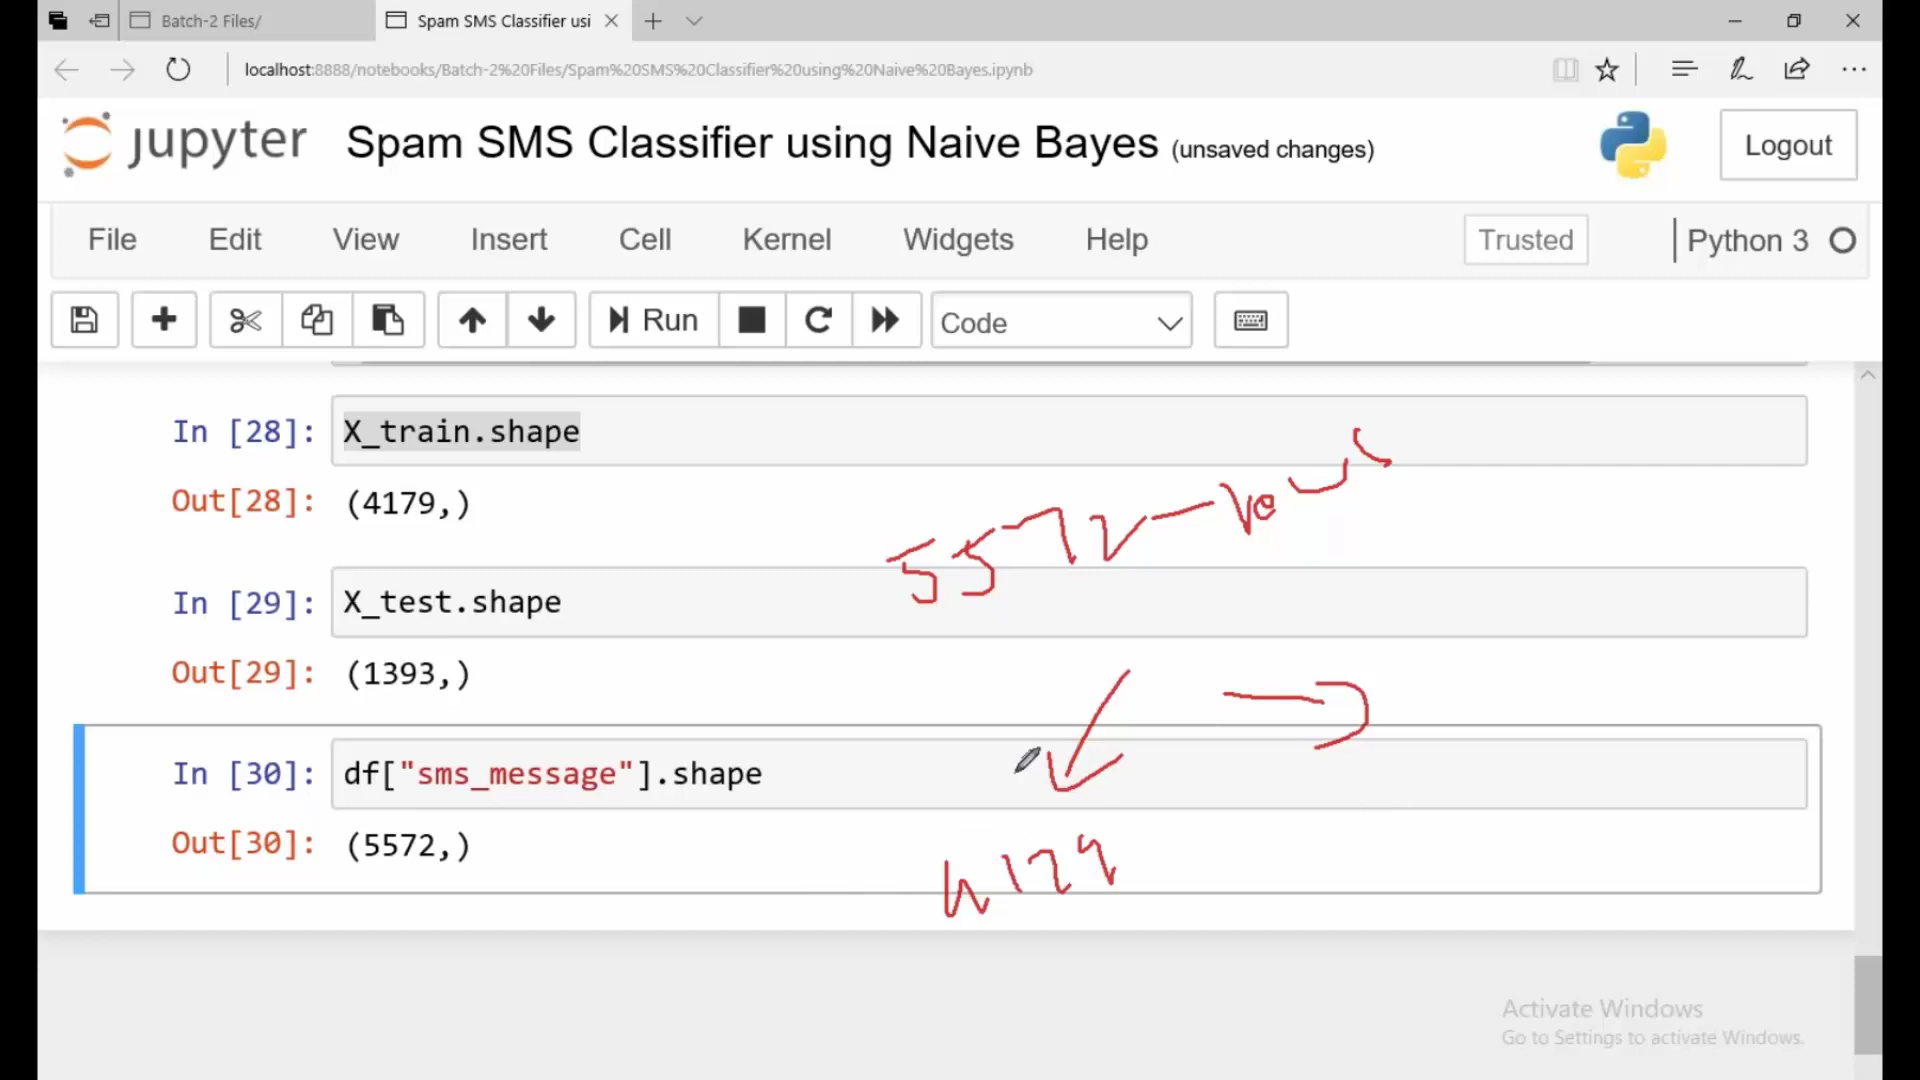 Batch-2 Files/
Spam SMS Classifier usi
localhost:8888/notebooks/Batch-2%20Files/Spam%20SMS%20Classifier%20using%20Naive%20Bayes.ipynb
jupyter Spam SMS Classifier using Naive Bayes (unsaved changes) Logout
File Edit View Insert Cell Kernel Widgets Help Trusted Python 3
Run Code
In [28]: X_train.shape
Out[28]: (4179,)
5572 - rows
In [29]: X_test.shape
Out[29]: (1393,)
In [30]: df["sms_message"].shape
Out[30]: (5572,)
4179
Activate Windows
Go to Settings to activate Windows.